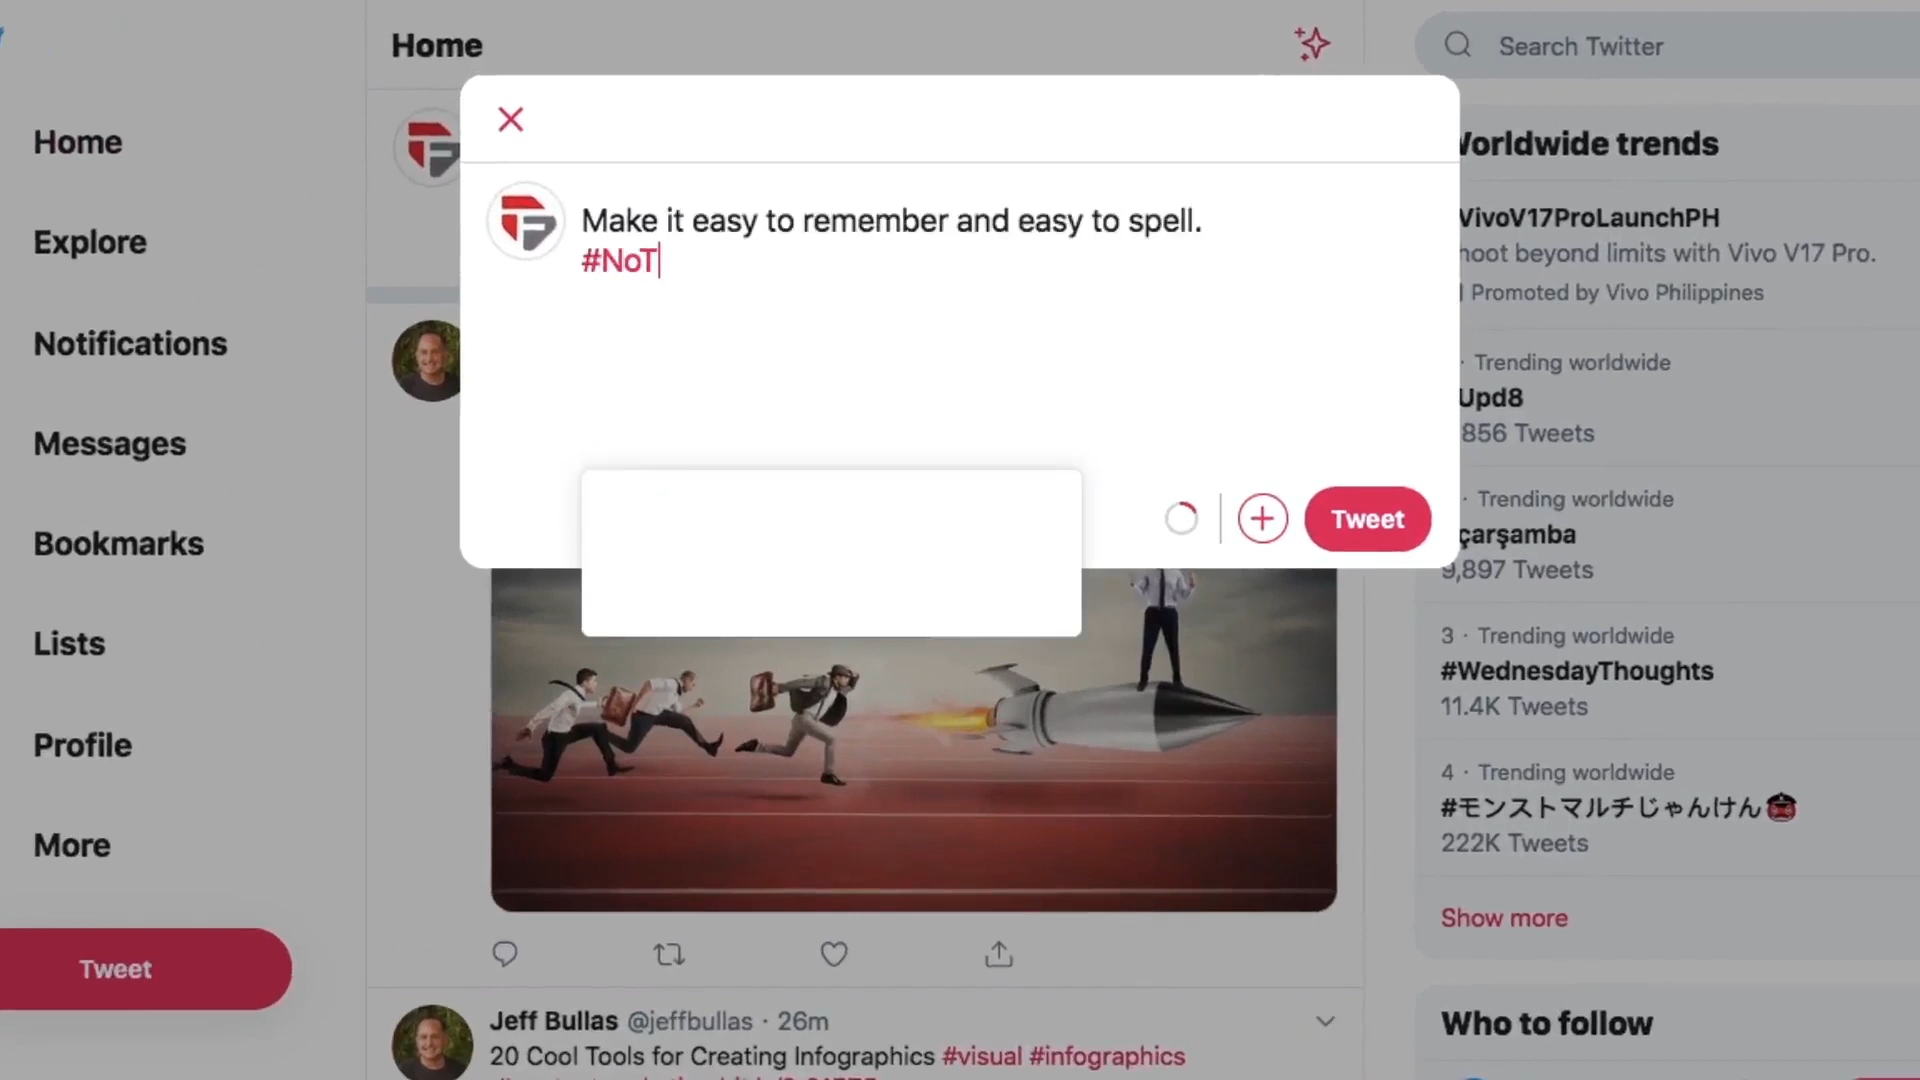 Home
Search Twitter
Home
Explore
Notifications
Messages
Bookmarks
Lists
Profile
More
Tweet
Make it easy to remember and easy to spell.
#NoT
Tweet
Worldwide trends
VivoV17ProLaunchPH
hoot beyond limits with Vivo V17 Pro.
Promoted by Vivo Philippines
· Trending worldwide
Upd8
856 Tweets
· Trending worldwide
çarşamba
9,897 Tweets
3 · Trending worldwide
#WednesdayThoughts
11.4K Tweets
4 · Trending worldwide
#モンストマルチじゃんけん
222K Tweets
Show more
Who to follow
Jeff Bullas @jeffbullas · 26m
20 Cool Tools for Creating Infographics #visual #infographics